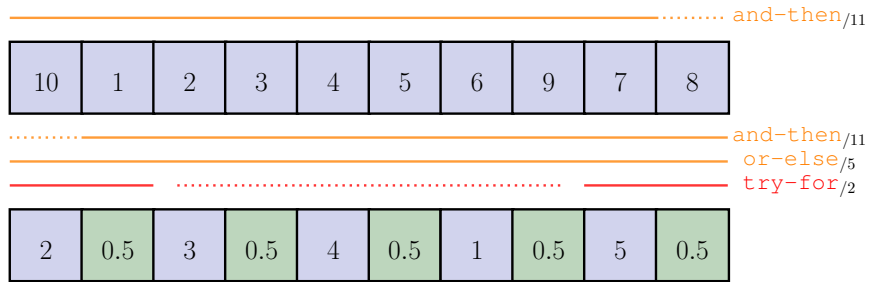 and-then/11
10 1 2 3 4 5 6 9 7 8
and-then/11
or-else/5
try-for/2
2 0.5 3 0.5 4 0.5 1 0.5 5 0.5